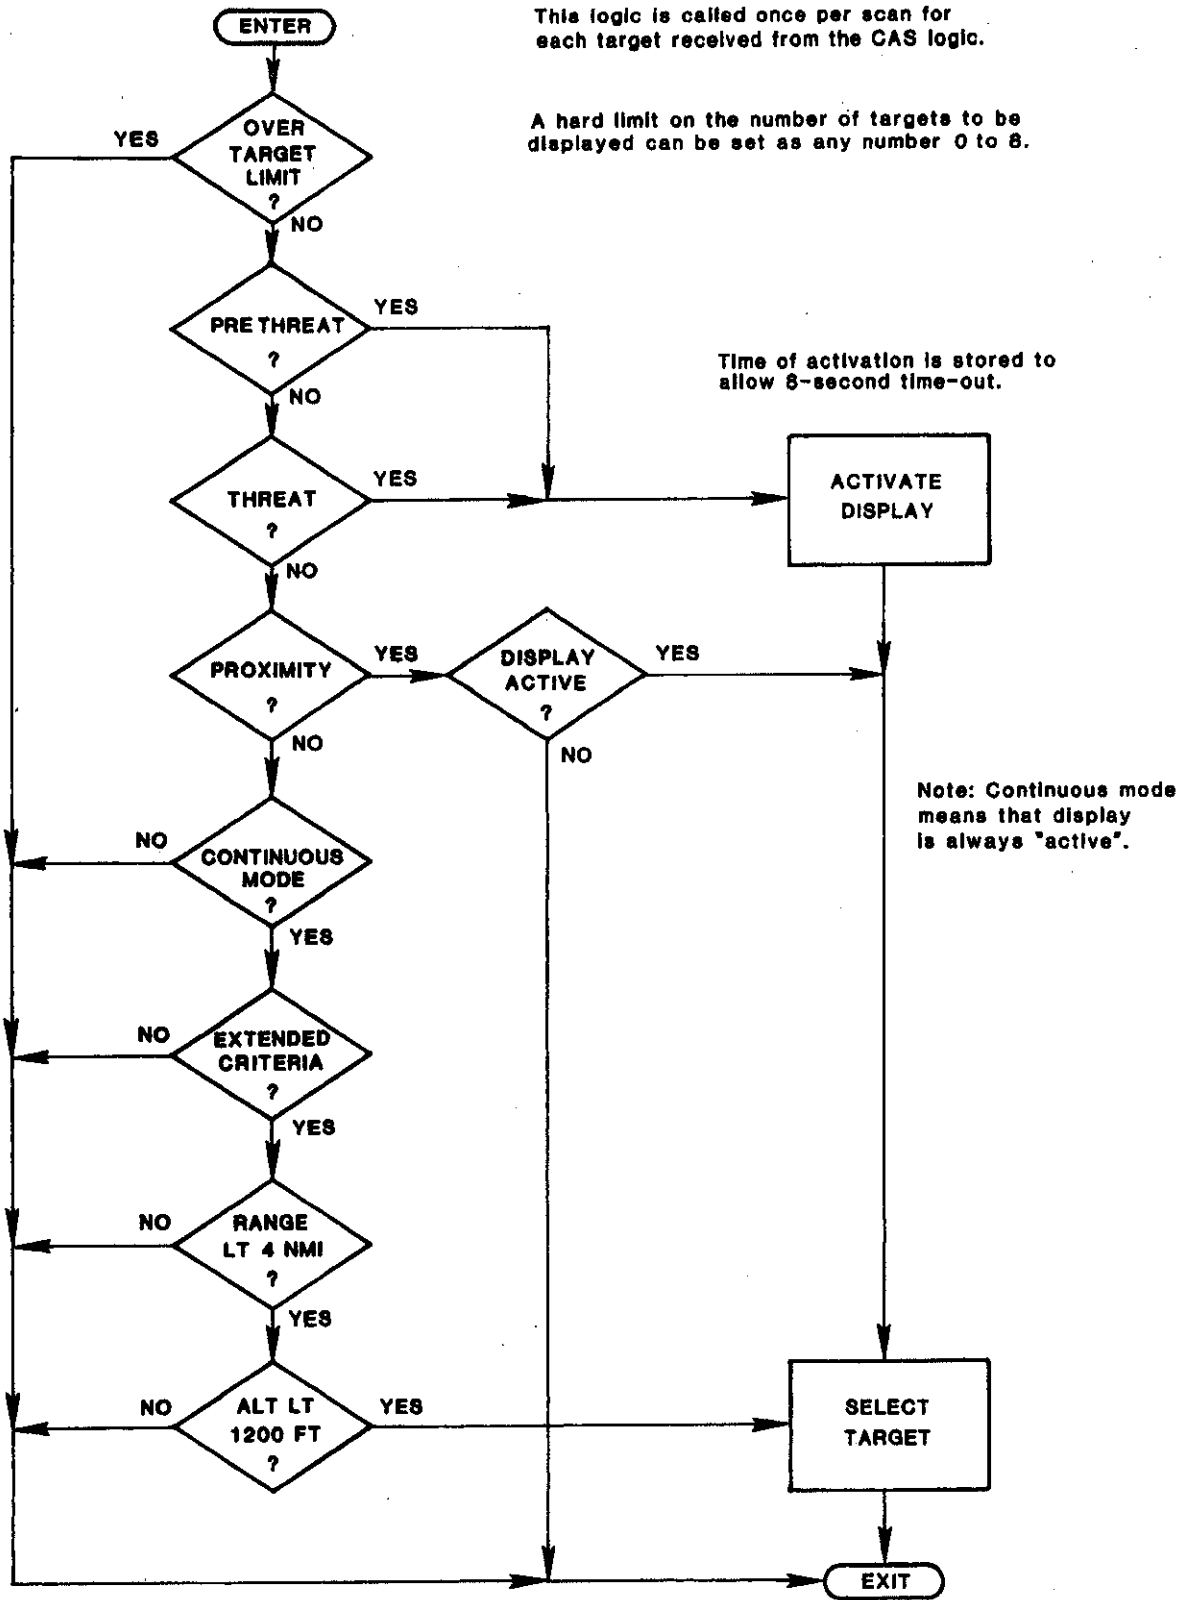 ENTER
This logic is called once per scan for
each target received from the CAS logic.
A hard limit on the number of targets to be
displayed can be set as any number 0 to 8.
YES
OVER
TARGET
LIMIT
?
NO
PRE THREAT
?
YES
NO
Time of activation is stored to
allow 8-second time-out.
THREAT
?
YES
NO
ACTIVATE
DISPLAY
PROXIMITY
?
YES
NO
DISPLAY
ACTIVE
?
YES
NO
Note: Continuous mode
means that display
is always "active".
NO
CONTINUOUS
MODE
?
YES
NO
EXTENDED
CRITERIA
?
YES
NO
RANGE
LT 4 NMI
?
YES
NO
ALT LT
1200 FT
?
YES
SELECT
TARGET
EXIT